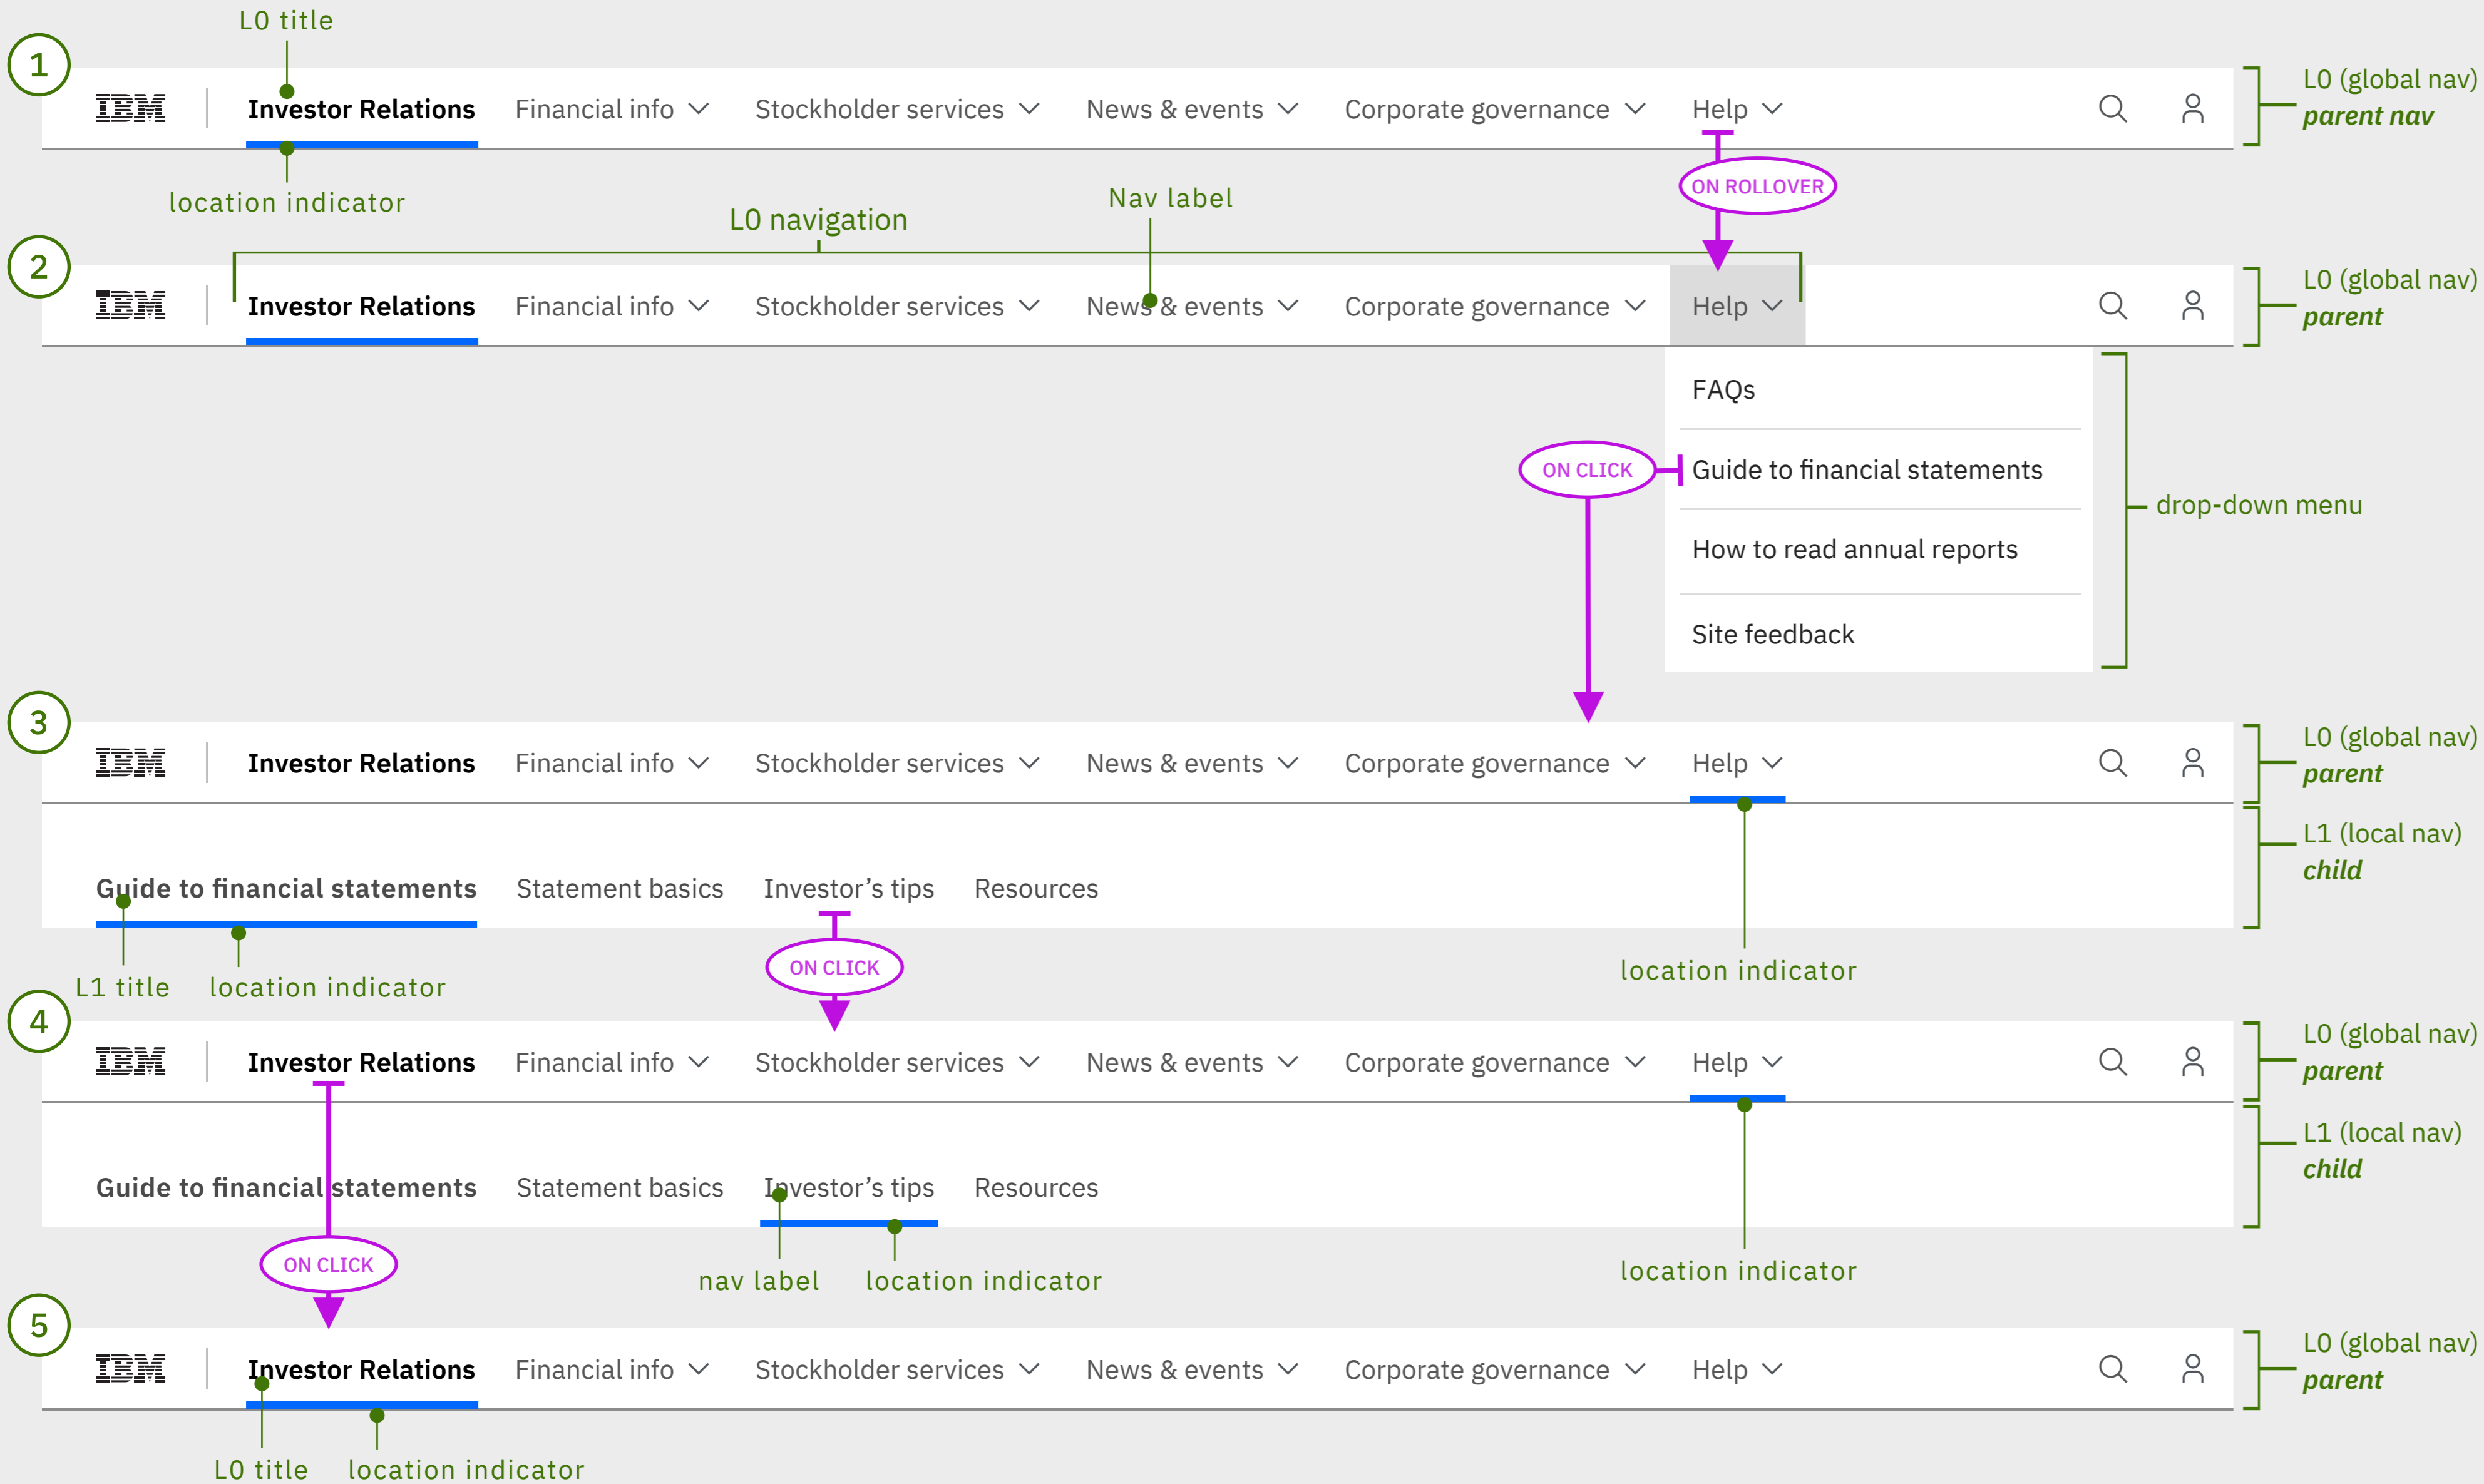 L0 title
1
IBM Investor Relations Financial info Stockholder services News & events Corporate governance Help
L0 (global nav)
parent nav
location indicator
ON ROLLOVER
Nav label
L0 navigation
2
IBM Investor Relations Financial info Stockholder services News & events Corporate governance Help
L0 (global nav)
parent
FAQs
ON CLICK
Guide to financial statements
drop-down menu
How to read annual reports
Site feedback
3
IBM Investor Relations Financial info Stockholder services News & events Corporate governance Help
L0 (global nav)
parent
L1 (local nav)
child
Guide to financial statements Statement basics Investor’s tips Resources
ON CLICK
location indicator
L1 title location indicator
4
IBM Investor Relations Financial info Stockholder services News & events Corporate governance Help
L0 (global nav)
parent
L1 (local nav)
child
Guide to financial statements Statement basics Investor’s tips Resources
ON CLICK
nav label location indicator
location indicator
5
IBM Investor Relations Financial info Stockholder services News & events Corporate governance Help
L0 (global nav)
parent
L0 title location indicator